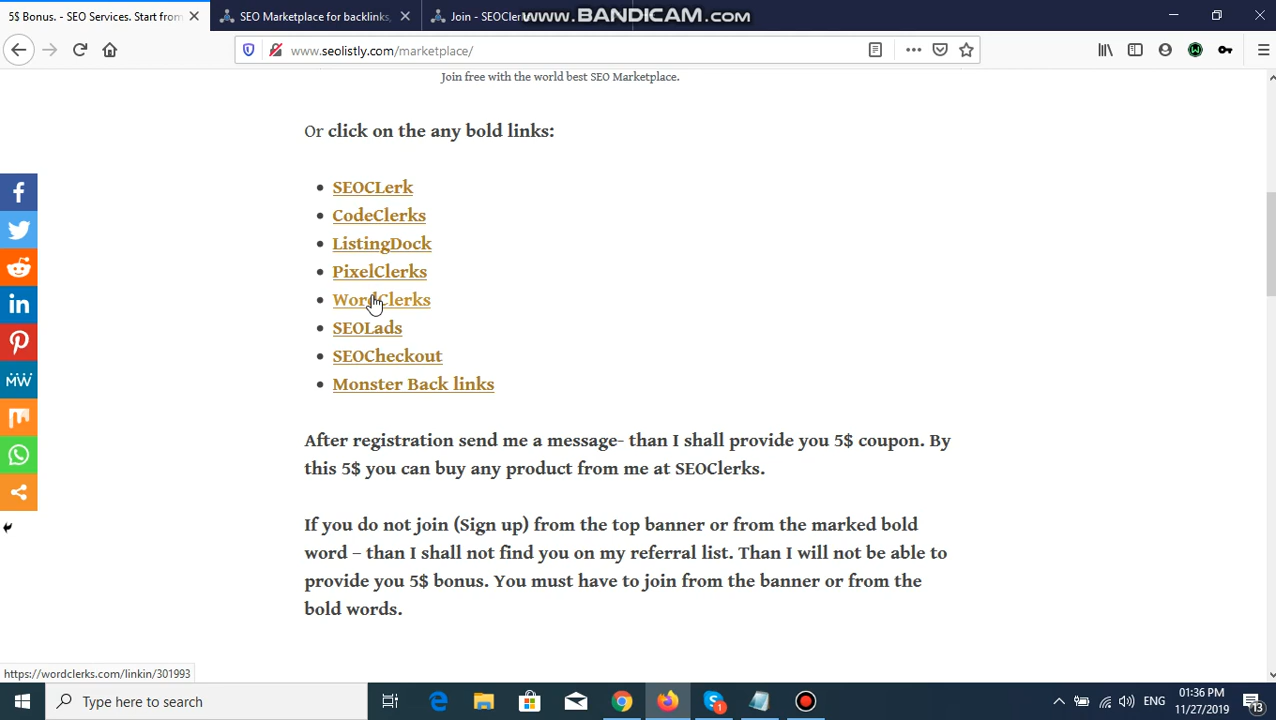 5$ Bonus. - SEO Services. Start from
SEO Marketplace for backlinks,
Join - SEOCler
www.BANDICAM.com
www.seolistly.com/marketplace/
Join free with the world best SEO Marketplace.
Or click on the any bold links:
SEOCLerk
CodeClerks
ListingDock
PixelClerks
WordClerks
SEOLads
SEOCheckout
Monster Back links
After registration send me a message- than I shall provide you 5$ coupon. By
this 5$ you can buy any product from me at SEOClerks.
If you do not join (Sign up) from the top banner or from the marked bold
word – than I shall not find you on my referral list. Than I will not be able to
provide you 5$ bonus. You must have to join from the banner or from the
bold words.
MW
https://wordclerks.com/linkin/301993
Type here to search
1
ENG
01:36 PM
11/27/2019
13